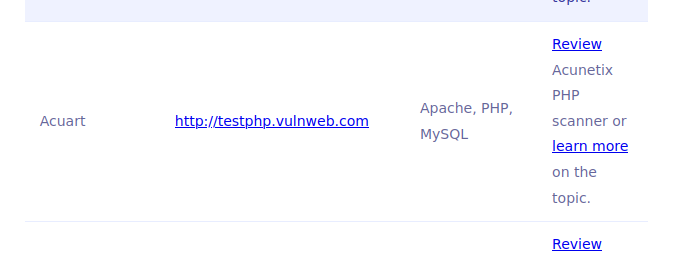 topic.
Review
Acunetix
PHP
scanner or
learn more
on the
topic.
Acuart
http://testphp.vulnweb.com
Apache, PHP,
MySQL
Review